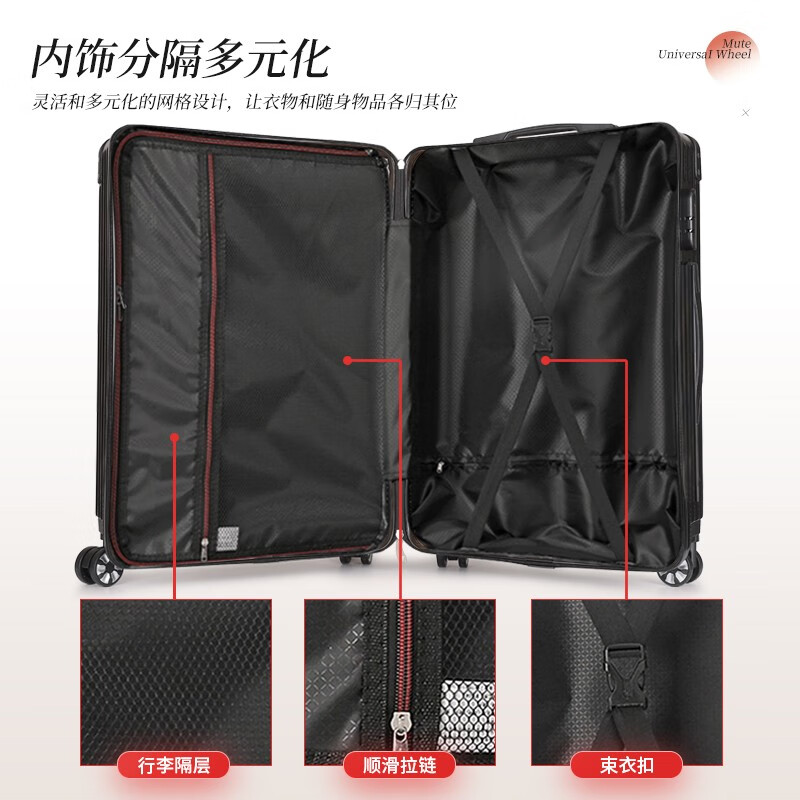 内饰分隔多元化
灵活和多元化的网格设计，让衣物和随身物品各归其位
Mute
Universal Wheel
行李隔层
顺滑拉链
束衣扣